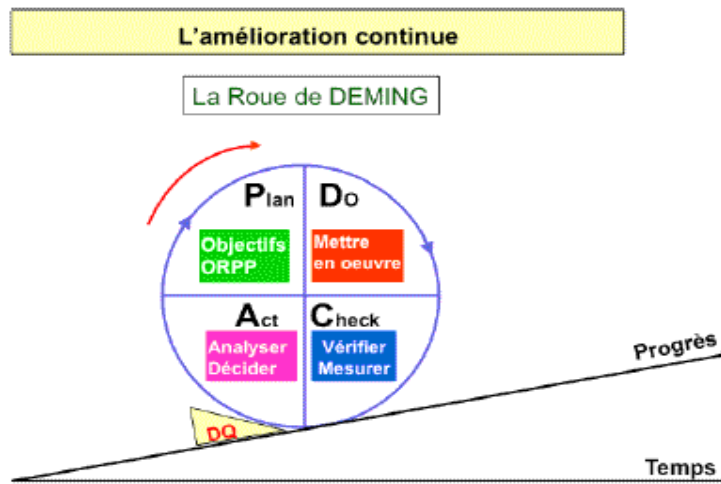 L'amélioration continue
La Roue de DEMING
Plan
Do
Objectifs
ORPP
Mettre
en oeuvre
Act
Check
Analyser
Décider
Vérifier
Mesurer
Progrès
DQ
Temps